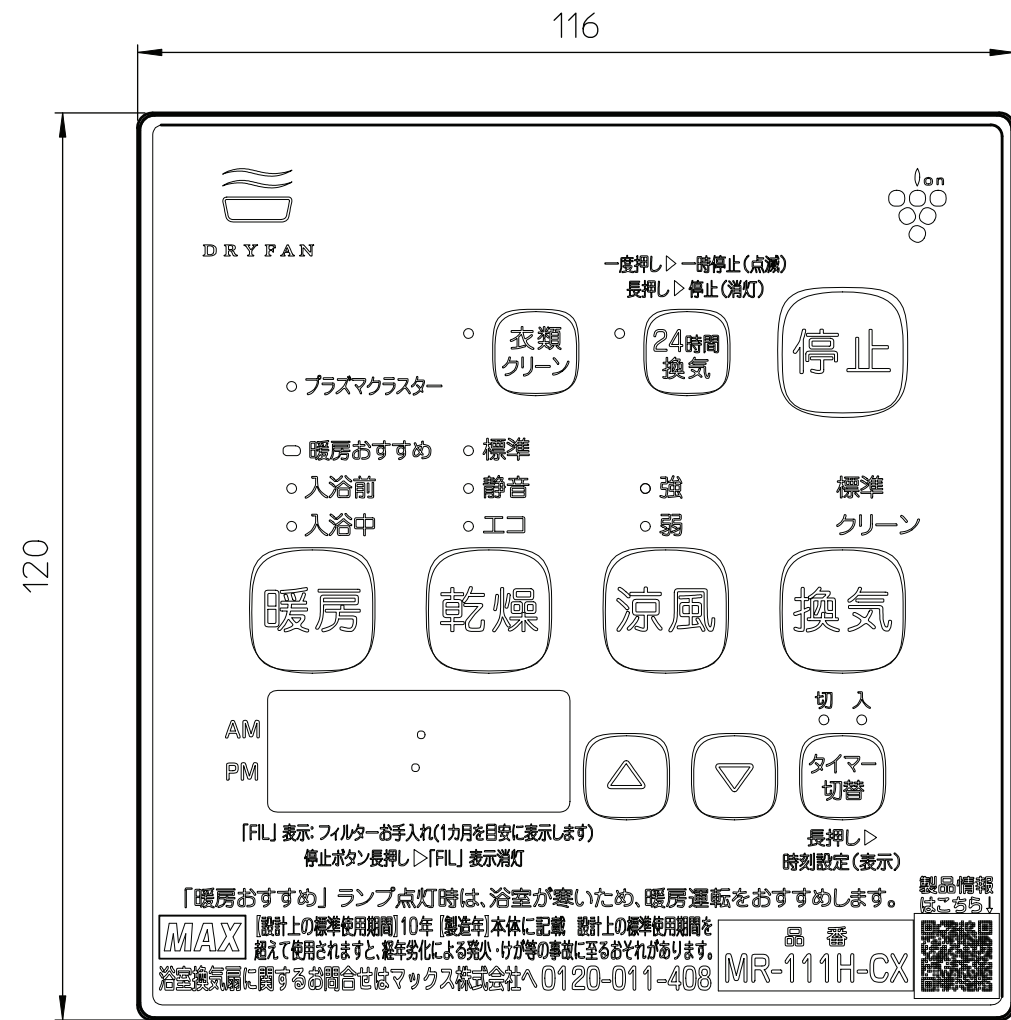 116
120
ion
DRYFAN
一度押し▷一時停止(点滅)
長押し▷停止(消灯)
衣類
クリーン
24時間
換気
停止
プラズマクラスター
暖房おすすめ
標準
入浴前
静音
強
標準
入浴中
エコ
弱
クリーン
暖房
乾燥
涼風
換気
切 入
AM
PM
△
▽
タイマー
切替
「FIL」表示:フィルターお手入れ(1カ月を目安に表示します)
停止ボタン長押し▷「FIL」表示消灯
長押し▷
時刻設定(表示)
「暖房おすすめ」ランプ点灯時は、浴室が寒いため、暖房運転をおすすめします。
製品情報
はこちら↓
MAX
[設計上の標準使用期間]10年 [製造年]本体に記載 設計上の標準使用期間を
超えて使用されますと、経年劣化による発火・けが等の事故に至るおそれがあります。
浴室換気扇に関するお問合せはマックス株式会社へ0120-011-408
品番
MR-111H-CX